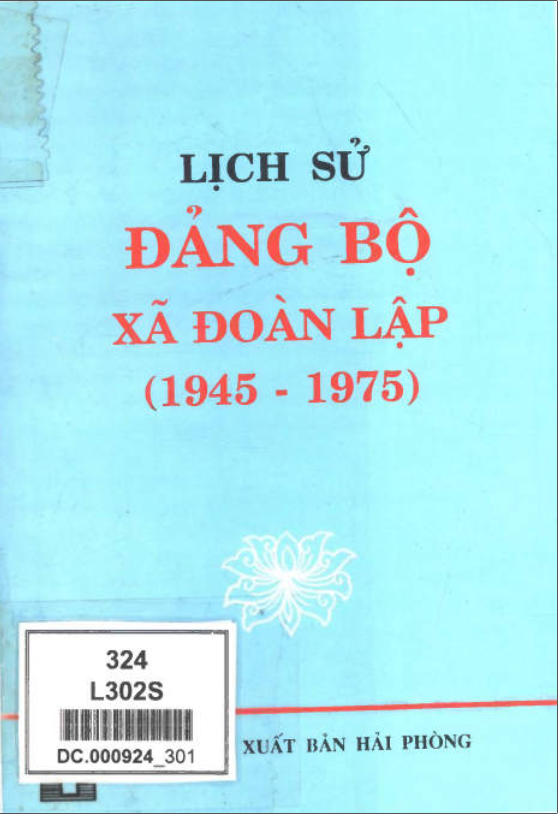 LỊCH SỬ
ĐẢNG BỘ
XÃ ĐOÀN LẬP
(1945 - 1975)
324
L302S
DC.000924_301
XUẤT BẢN HẢI PHÒNG